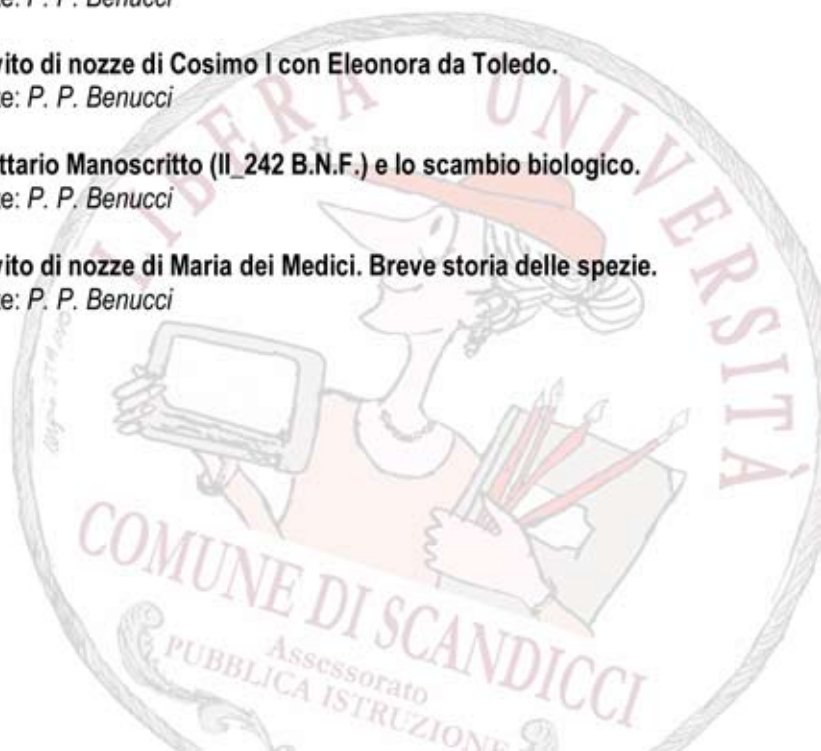 e: P. P. Benucci
vito di nozze di Cosimo I con Eleonora da Toledo.
e: P. P. Benucci
ttario Manoscritto (II_242 B.N.F.) e lo scambio biologico.
e: P. P. Benucci
vito di nozze di Maria dei Medici. Breve storia delle spezie.
e: P. P. Benucci
LIBERA UNIVERSITÀ
COMUNE DI SCANDICCI
Assessorato
PUBBLICA ISTRUZIONE